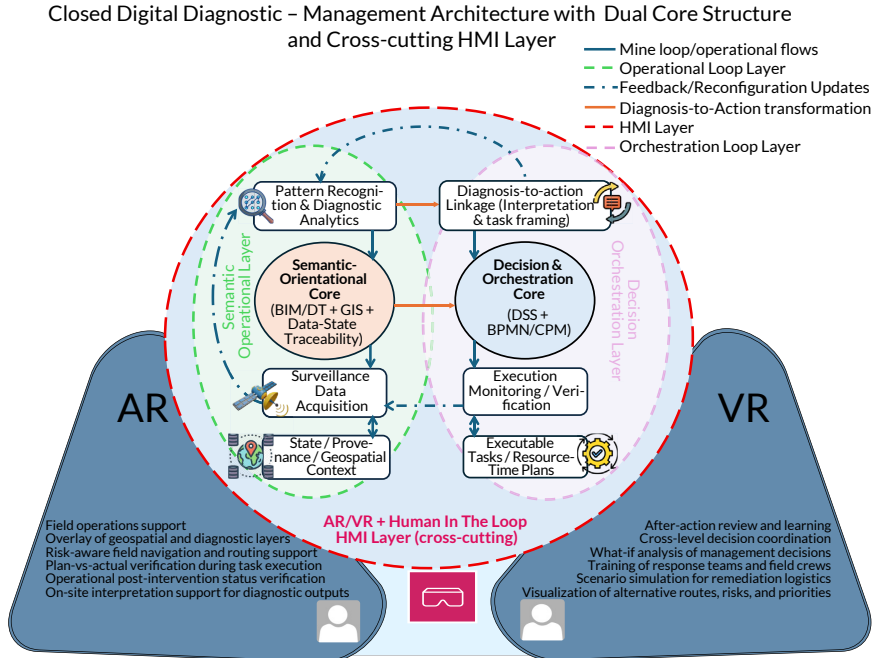 Closed Digital Diagnostic – Management Architecture with Dual Core Structure
and Cross-cutting HMI Layer
Mine loop/operational flows
Operational Loop Layer
Feedback/Reconfiguration Updates
Diagnosis-to-Action transformation
HMI Layer
Orchestration Loop Layer
Pattern Recogni-
tion & Diagnostic
Analytics
Diagnosis-to-action
Linkage (Interpretation
& task framing)
Semantic
Operational Layer
Semantic-
Orientational
Core
(BIM/DT + GIS +
Data-State
Traceability)
Decision &
Orchestration
Core
(DSS +
BPMN/CPM)
Decision
Orchestration Layer
Surveillance
Data
Acquisition
Execution
Monitoring / Veri-
fication
State / Prove-
nance / Geospatial
Context
Executable
Tasks / Resource-
Time Plans
AR/VR + Human In The Loop
HMI Layer (cross-cutting)
AR
Field operations support
Overlay of geospatial and diagnostic layers
Risk-aware field navigation and routing support
Plan-vs-actual verification during task execution
Operational post-intervention status verification
On-site interpretation support for diagnostic outputs
VR
After-action review and learning
Cross-level decision coordination
What-if analysis of management decisions
Training of response teams and field crews
Scenario simulation for remediation logistics
Visualization of alternative routes, risks, and priorities